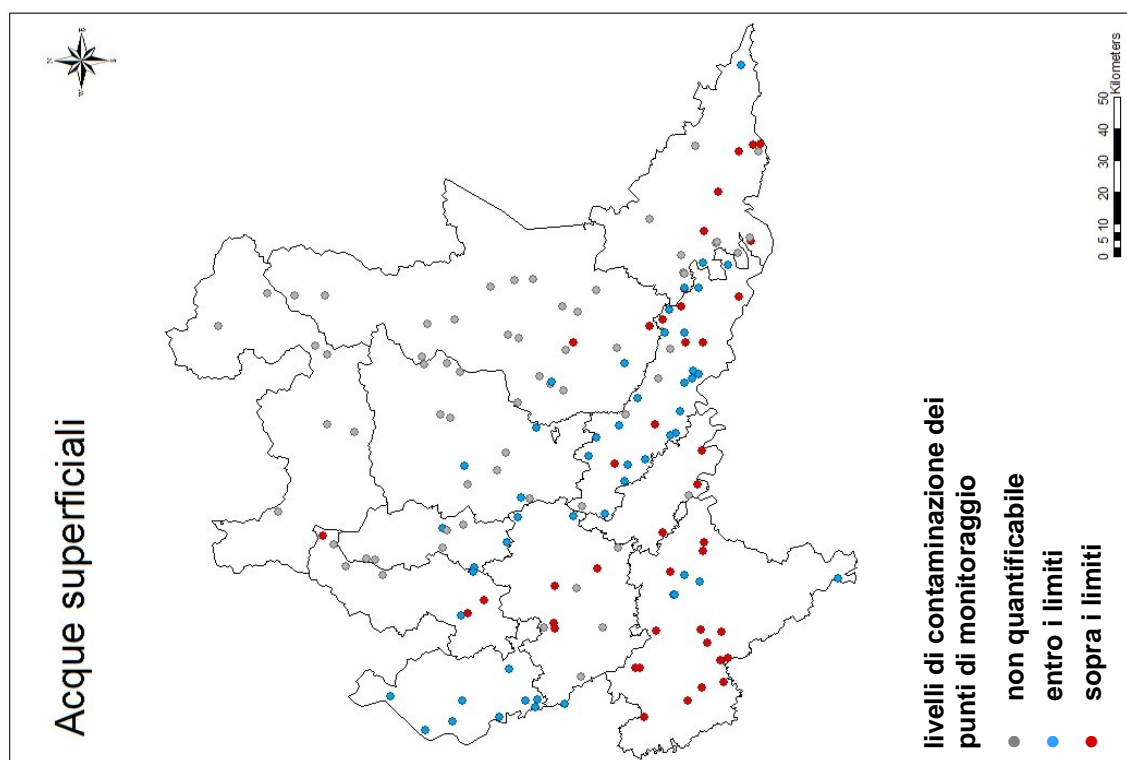 Acque superficiali
N
E
S
W
livelli di contaminazione dei
punti di monitoraggio
non quantificabile
entro i limiti
sopra i limiti
0 5 10 20 30 40 50
Kilometers